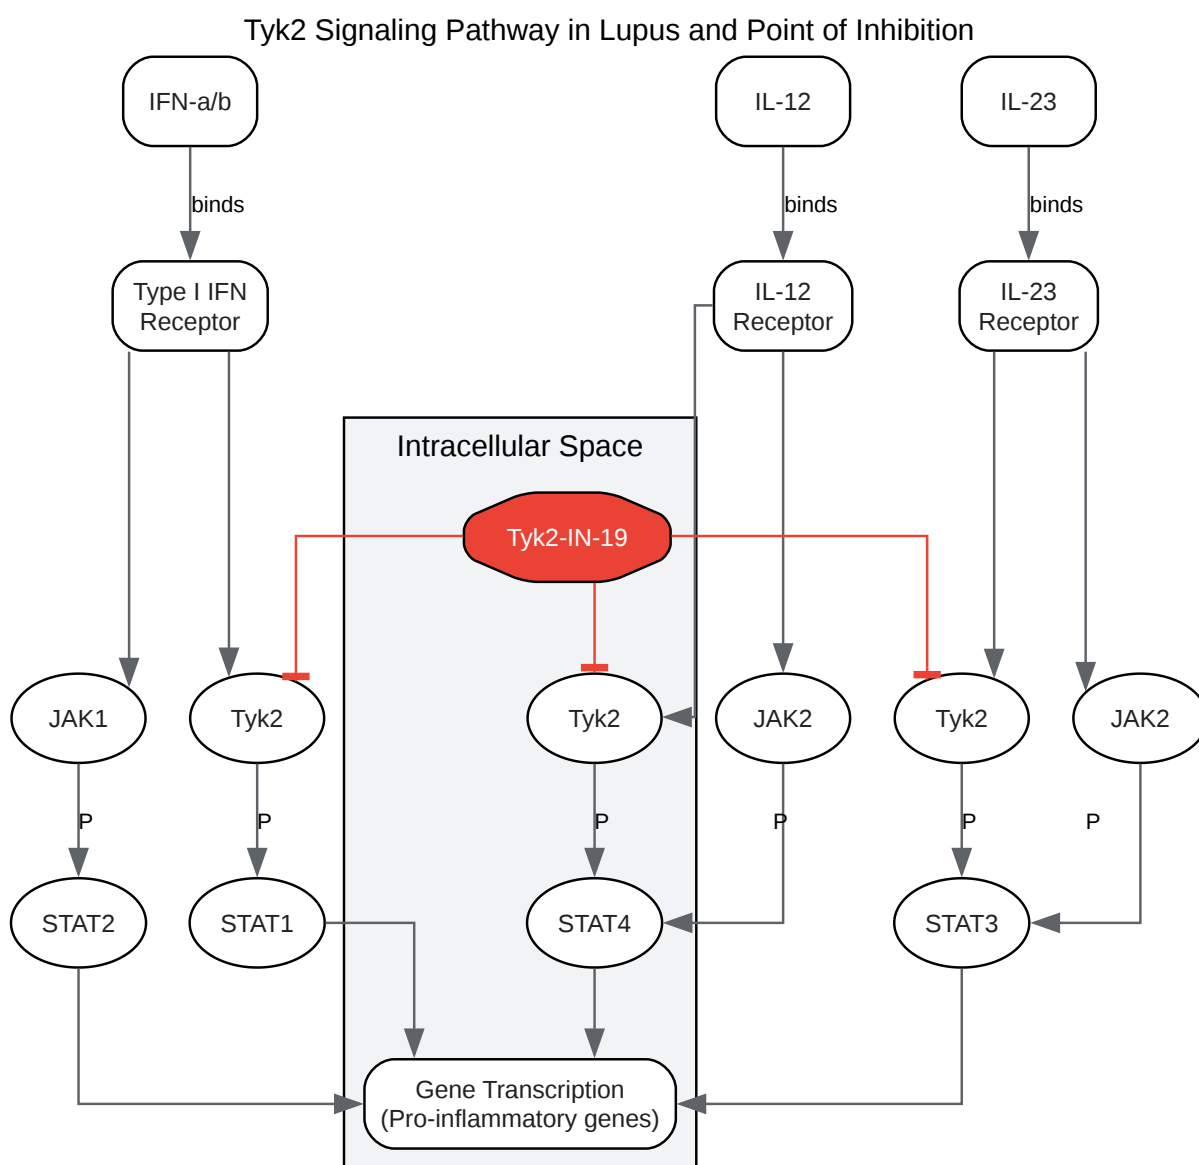 Tyk2 Signaling Pathway in Lupus and Point of Inhibition
IFN-a/b
IL-12
IL-23
binds
binds
binds
Type I IFN
Receptor
IL-12
Receptor
IL-23
Receptor
Intracellular Space
Tyk2-IN-19
JAK1
Tyk2
Tyk2
JAK2
Tyk2
JAK2
P
P
P
P
P
P
STAT2
STAT1
STAT4
STAT3
Gene Transcription
(Pro-inflammatory genes)